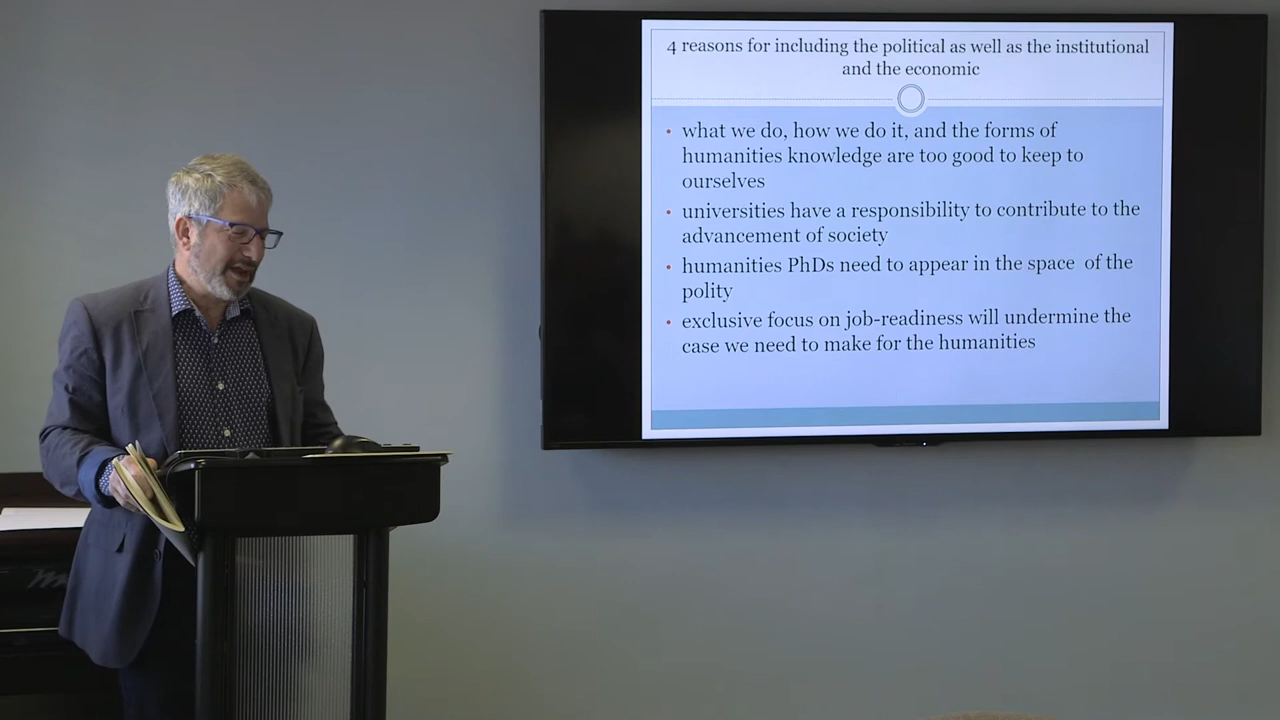 4 reasons for including the political as well as the institutional
and the economic
• what we do, how we do it, and the forms of
humanities knowledge are too good to keep to
ourselves
• universities have a responsibility to contribute to the
advancement of society
• humanities PhDs need to appear in the space of the
polity
• exclusive focus on job-readiness will undermine the
case we need to make for the humanities